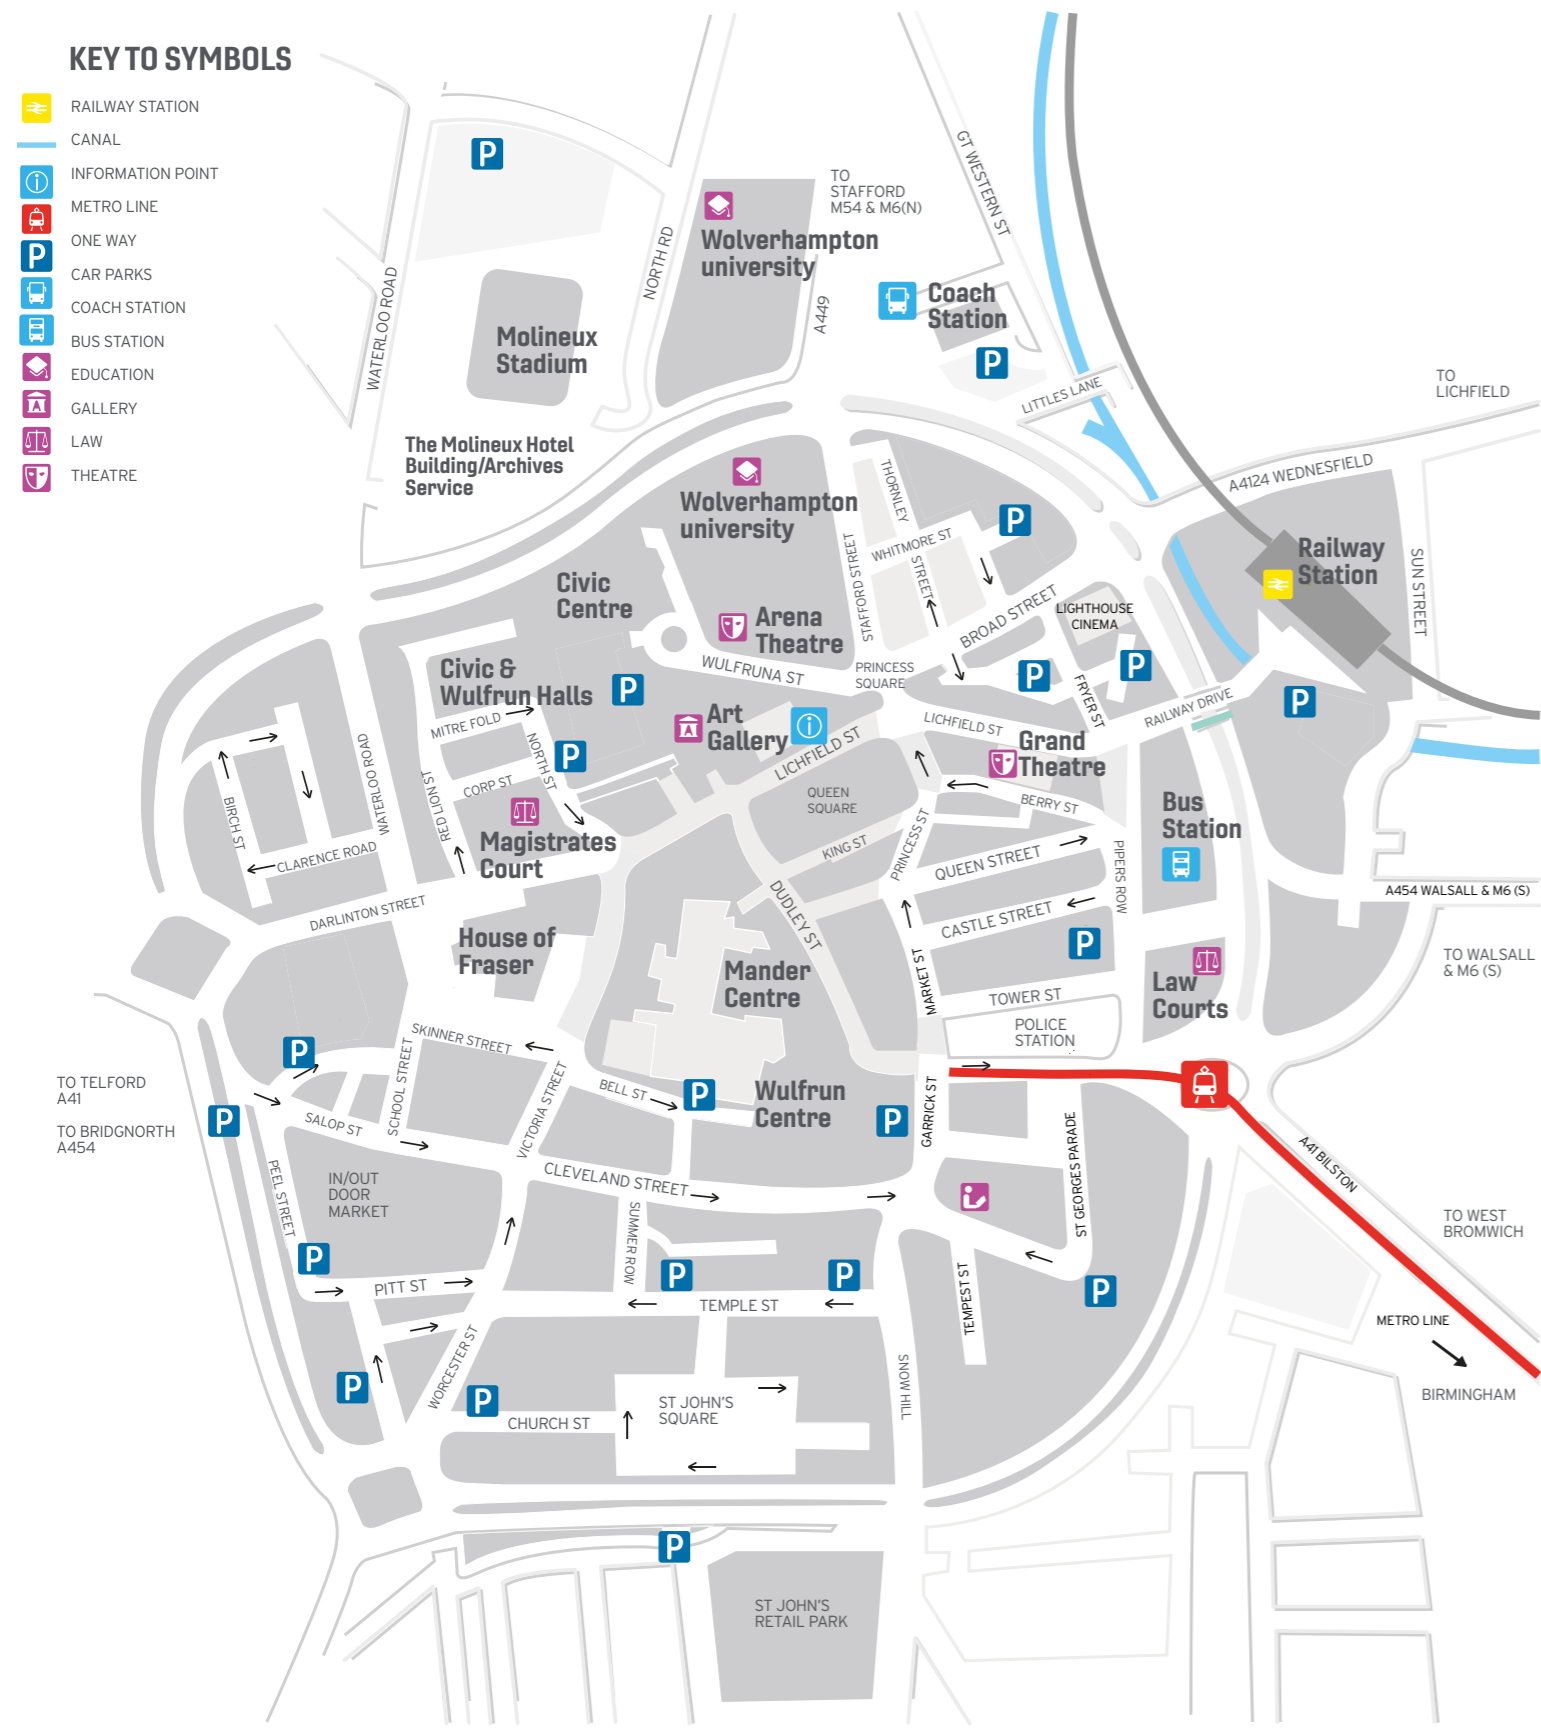 KEY TO SYMBOLS
RAILWAY STATION
CANAL
INFORMATION POINT
METRO LINE
ONE WAY
CAR PARKS
COACH STATION
BUS STATION
EDUCATION
GALLERY
LAW
THEATRE
P
P
TO
STAFFORD
M54 & M6(N)
GT WESTERN ST
Wolverhampton
university
NORTH RD
WATERLOO ROAD
A449
Coach
Station
P
Molineux
Stadium
LITTLES LANE
TO
LICHFIELD
The Molineux Hotel
Building/Archives
Service
A4124 WEDNESFIELD
Wolverhampton
university
THORNLEY
STREET
WHITMORE ST
P
STAFFORD STREET
Railway
Station
SUN STREET
Civic
Centre
Arena
Theatre
BROAD STREET
LIGHTHOUSE
CINEMA
WULFRUNA ST
PRINCESS
SQUARE
Civic &
Wulfrun Halls
P
P
P
P
FRYER ST
RAILWAY DRIVE
MITRE FOLD
NORTH ST
P
Art
Gallery
LICHFIELD ST
LICHFIELD ST
Grand
Theatre
WATERLOO ROAD
RED LION ST
CORP ST
QUEEN
SQUARE
BERRY ST
Bus
Station
BIRCH ST
CLARENCE ROAD
Magistrates
Court
KING ST
PRINCESS ST
QUEEN STREET
PIPERS ROW
A454 WALSALL & M6 (S)
DARLINTON STREET
DUDLEY ST
CASTLE STREET
P
House of
Fraser
Mander
Centre
MARKET ST
TOWER ST
Law
Courts
TO WALSALL
& M6 (S)
POLICE
STATION
SKINNER STREET
P
SCHOOL STREET
VICTORIA STREET
BELL ST
P
Wulfrun
Centre
P
GARRICK ST
TO TELFORD
A41
TO BRIDGNORTH
A454
P
SALOP ST
ST GEORGES PARADE
A41 BILSTON
PEEL STREET
IN/OUT
DOOR
MARKET
CLEVELAND STREET
SUMMER ROW
TO WEST
BROMWICH
P
PITT ST
P
P
TEMPLE ST
TEMPEST ST
P
METRO LINE
BIRMINGHAM
WORCESTER ST
P
P
CHURCH ST
ST JOHN'S
SQUARE
SNOW HILL
P
ST JOHN'S
RETAIL PARK